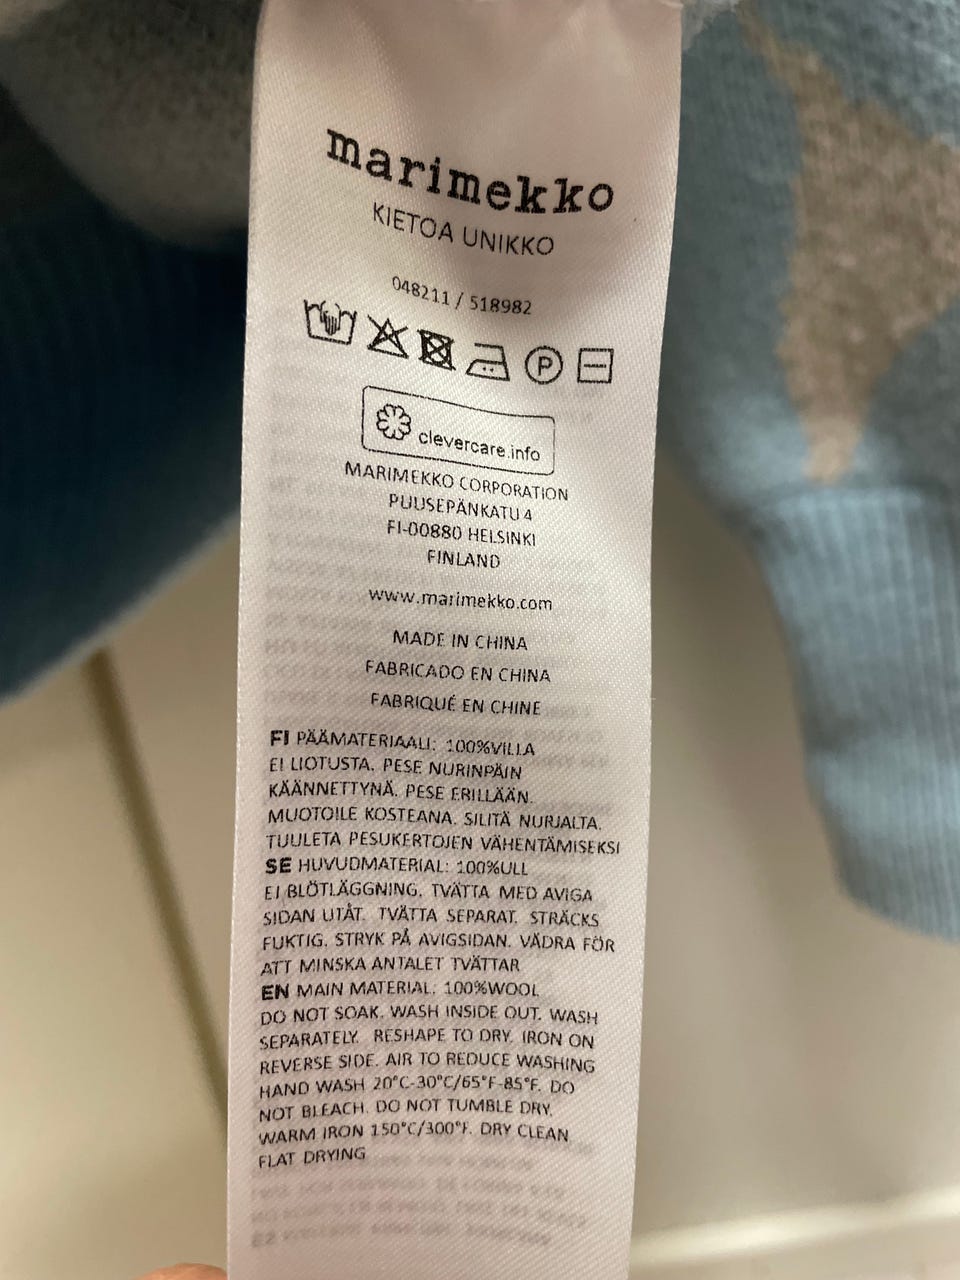 marimekko
KIETOA UNIKKO
048211 / 518982
P
clevercare.info
MARIMEKKO CORPORATION
PUUSEPÄNKATU 4
FI-00880 HELSINKI
FINLAND
www.marimekko.com
MADE IN CHINA
FABRICADO EN CHINA
FABRIQUÉ EN CHINE
FI PÄÄMATERIAALI: 100%VILLA
EI LIOTUSTA. PESE NURINPÄIN
KÄÄNNETTYNÄ. PESE ERILLÄÄN.
MUOTOILE KOSTEANA. SILITÄ NURJALTA.
TUULETA PESUKERTOJEN VÄHENTÄMISEKSI
SE HUVUDMATERIAL: 100%ULL
EJ BLÖTLÄGGNING. TVÄTTA MED AVIGA
SIDAN UTÅT. TVÄTTA SEPARAT. STRÄCKS
FUKTIG. STRYK PÅ AVIGSIDAN. VÄDRA FÖR
ATT MINSKA ANTALET TVÄTTAR
EN MAIN MATERIAL: 100%WOOL
DO NOT SOAK. WASH INSIDE OUT. WASH
SEPARATELY. RESHAPE TO DRY. IRON ON
REVERSE SIDE. AIR TO REDUCE WASHING
HAND WASH 20°C-30°C/65°F-85°F. DO
NOT BLEACH. DO NOT TUMBLE DRY.
WARM IRON 150°C/300°F. DRY CLEAN
FLAT DRYING